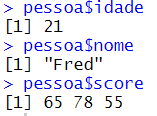 > pessoa$idade
[1] 21
> pessoa$nome
[1] "Fred"
> pessoa$score
[1] 65 78 55